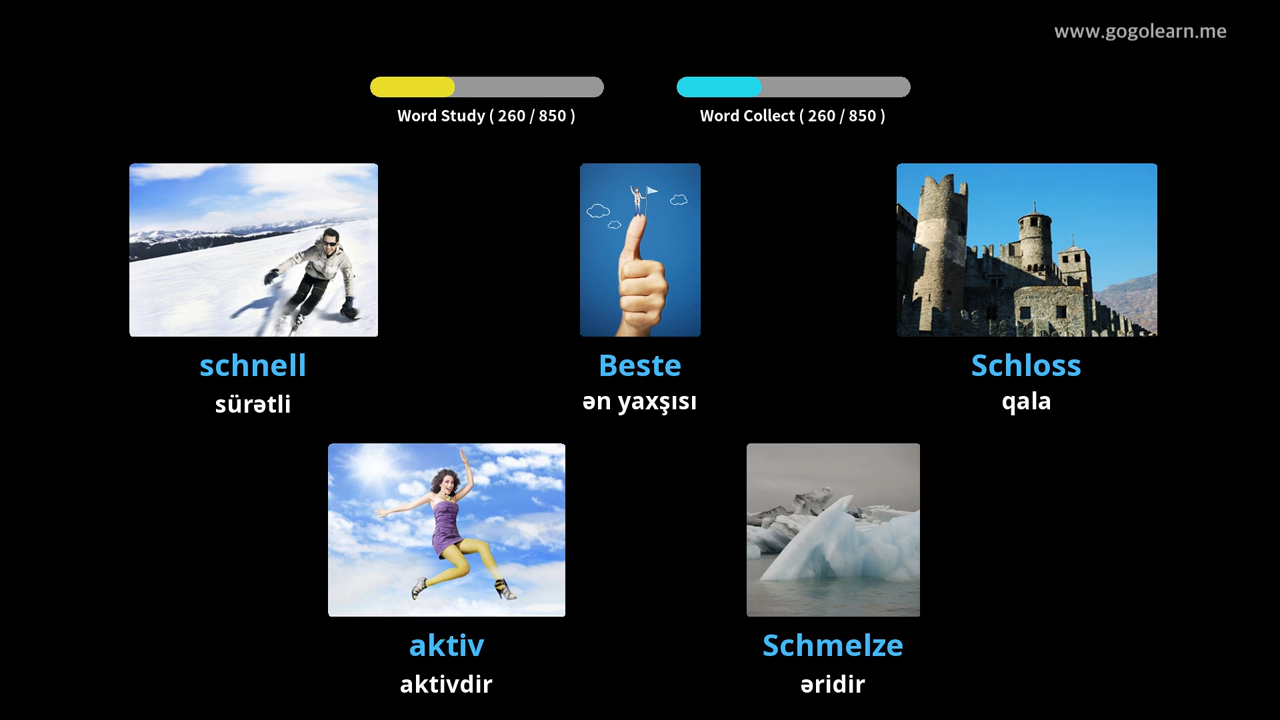 www.gogolearn.me
Word Study ( 260 / 850 )
Word Collect ( 260 / 850 )
schnell
sürətli
Beste
ən yaxşısı
Schloss
qala
aktiv
aktivdir
Schmelze
əridir